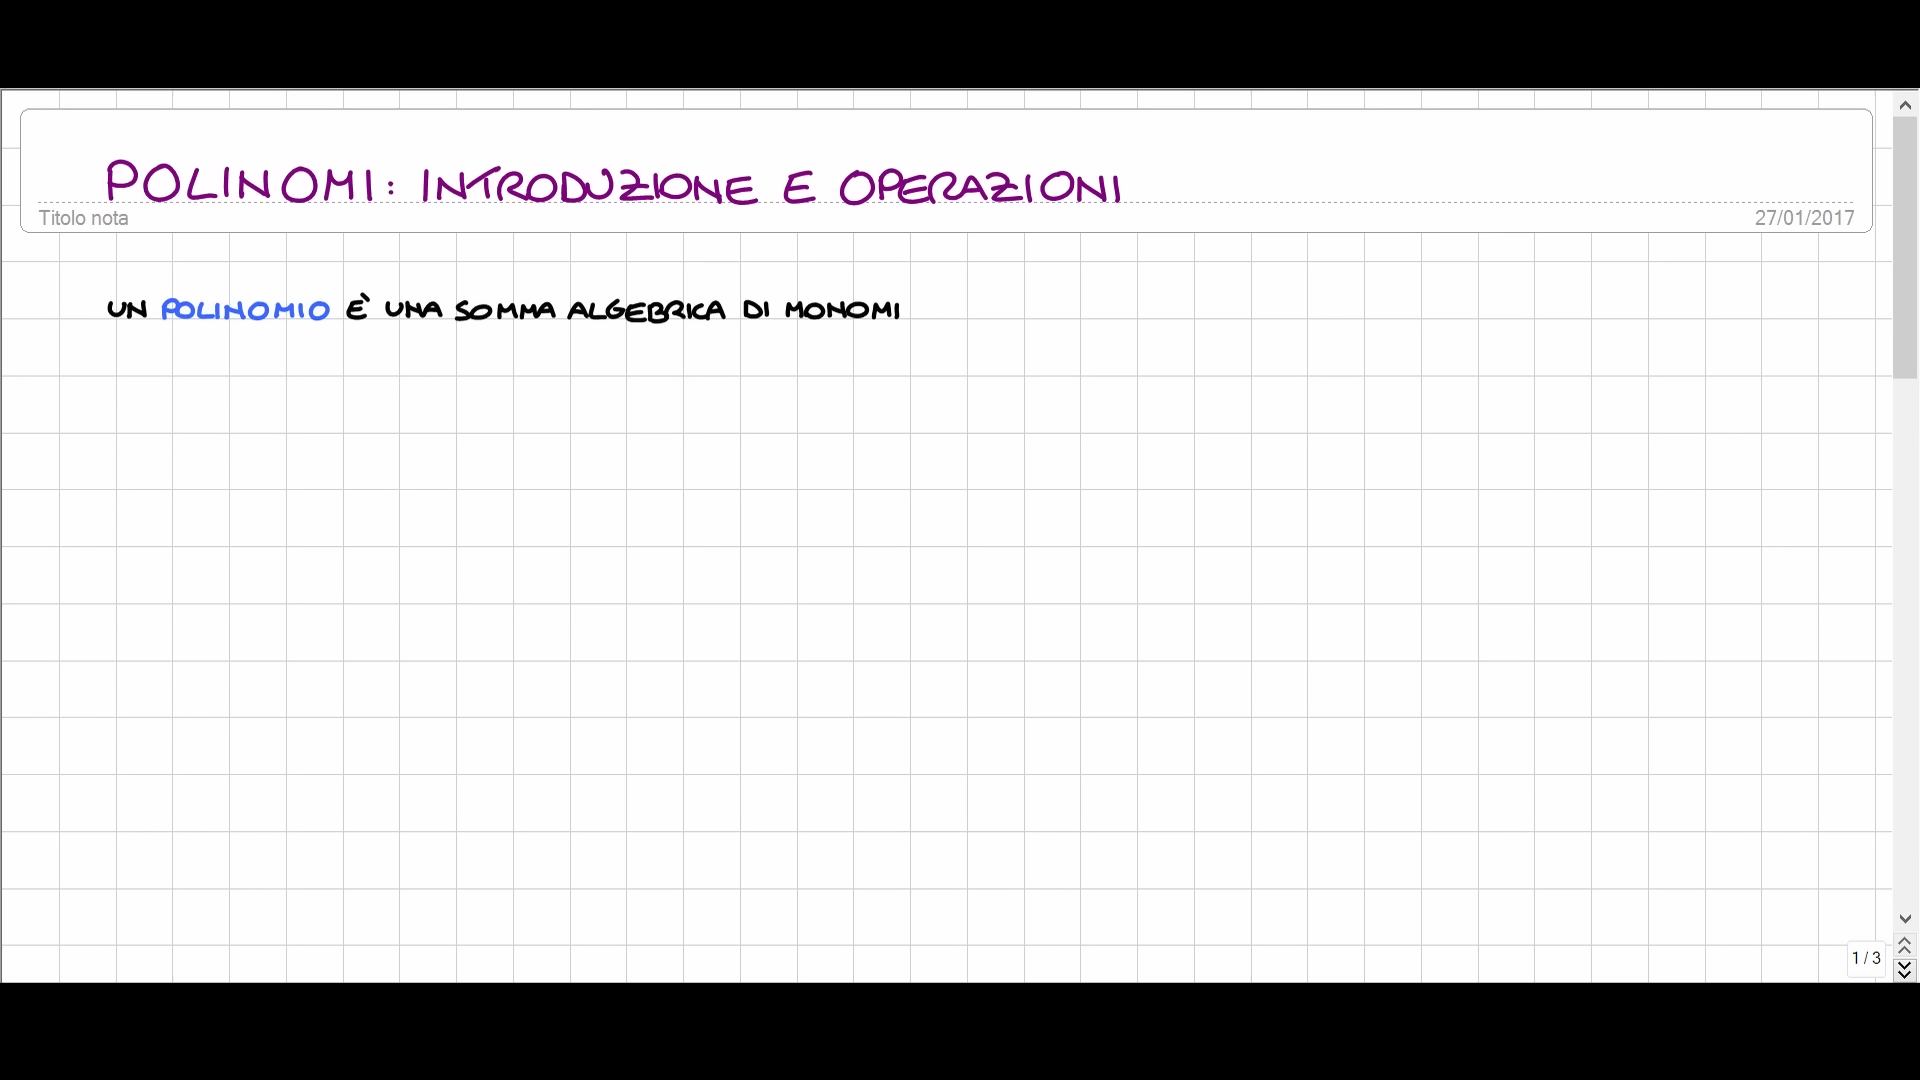 POLINOMI: INTRODUZIONE E OPERAZIONI
Titolo nota
27/01/2017
UN POLINOMIO È UNA SOMMA ALGEBRICA DI MONOMI
1 / 3